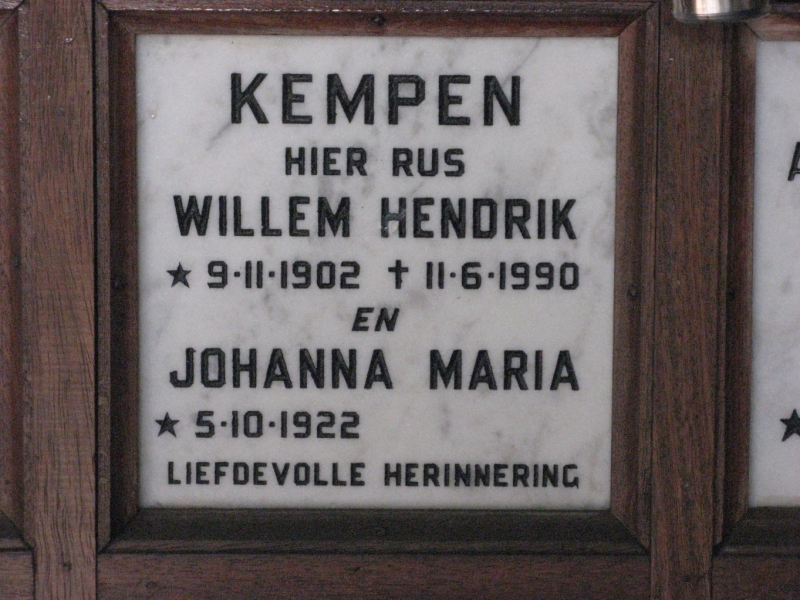 KEMPEN
HIER RUS
WILLEM HENDRIK
★ 9·11·1902 ✝ 11·6·1990
EN
JOHANNA MARIA
★ 5·10·1922
LIEFDEVOLLE HERINNERING